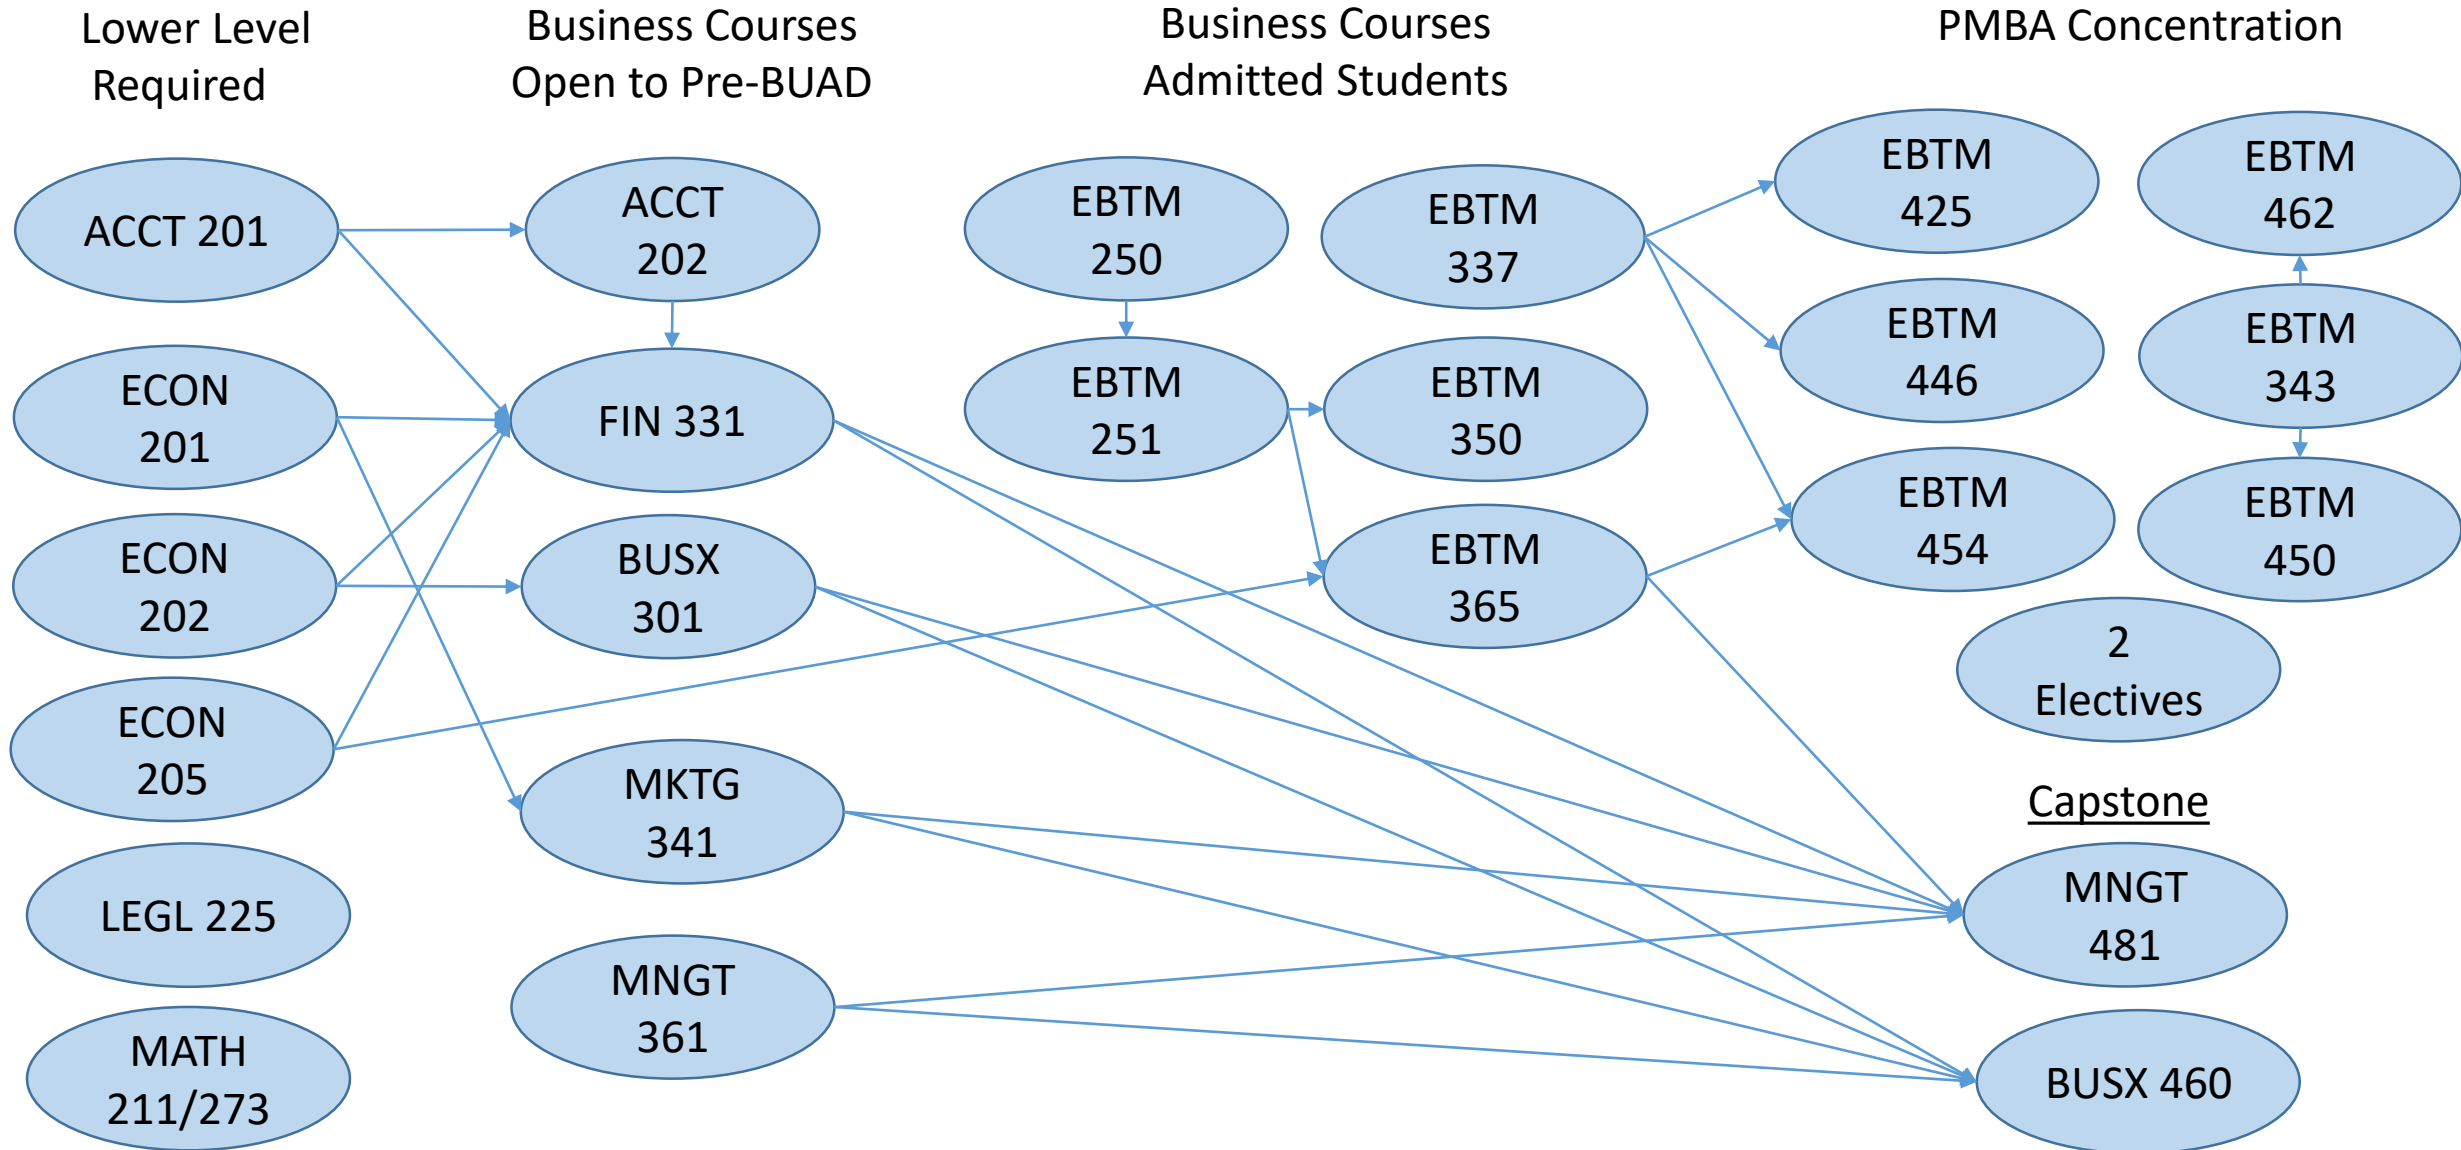 Lower Level
Required
Business Courses
Open to Pre-BUAD
Business Courses
Admitted Students
PMBA Concentration
ACCT 201
ECON
201
ECON
202
ECON
205
LEGL 225
MATH
211/273
ACCT
202
FIN 331
BUSX
301
MKTG
341
MNGT
361
EBTM
250
EBTM
251
EBTM
337
EBTM
350
EBTM
365
EBTM
425
EBTM
446
EBTM
454
EBTM
462
EBTM
343
EBTM
450
2
Electives
Capstone
MNGT
481
BUSX 460